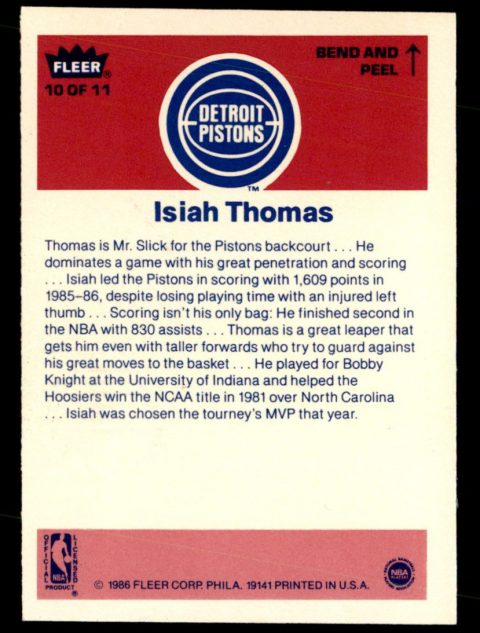 FLEER®
10 OF 11
BEND AND
PEEL
DETROIT
PISTONS
™
Isiah Thomas
Thomas is Mr. Slick for the Pistons backcourt . . . He
dominates a game with his great penetration and scoring
. . . Isiah led the Pistons in scoring with 1,609 points in
1985–86, despite losing playing time with an injured left
thumb . . . Scoring isn't his only bag: He finished second in
the NBA with 830 assists . . . Thomas is a great leaper that
gets him even with taller forwards who try to guard against
his great moves to the basket . . . He played for Bobby
Knight at the University of Indiana and helped the
Hoosiers win the NCAA title in 1981 over North Carolina
. . . Isiah was chosen the tourney's MVP that year.
OFFICIAL
LICENSED
NBA
PRODUCT
®
© 1986 FLEER CORP. PHILA. 19141 PRINTED IN U.S.A.
NBA
PLAYERS